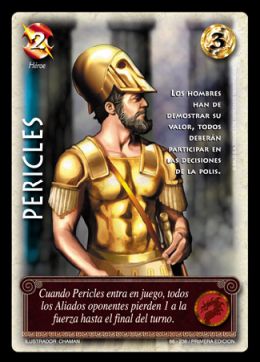 2
3
Héroe
LOS HOMBRES
HAN DE
DEMOSTRAR SU
VALOR, TODOS
DEBERÁN
PARTICIPAR EN
LAS DECISIONES
DE LA POLIS.
PERICLES
Cuando Pericles entra en juego, todos
los Aliados oponentes pierden 1 a la
fuerza hasta el final del turno.
ILUSTRADOR: CHAMAN
/ PRIMERA EDICION